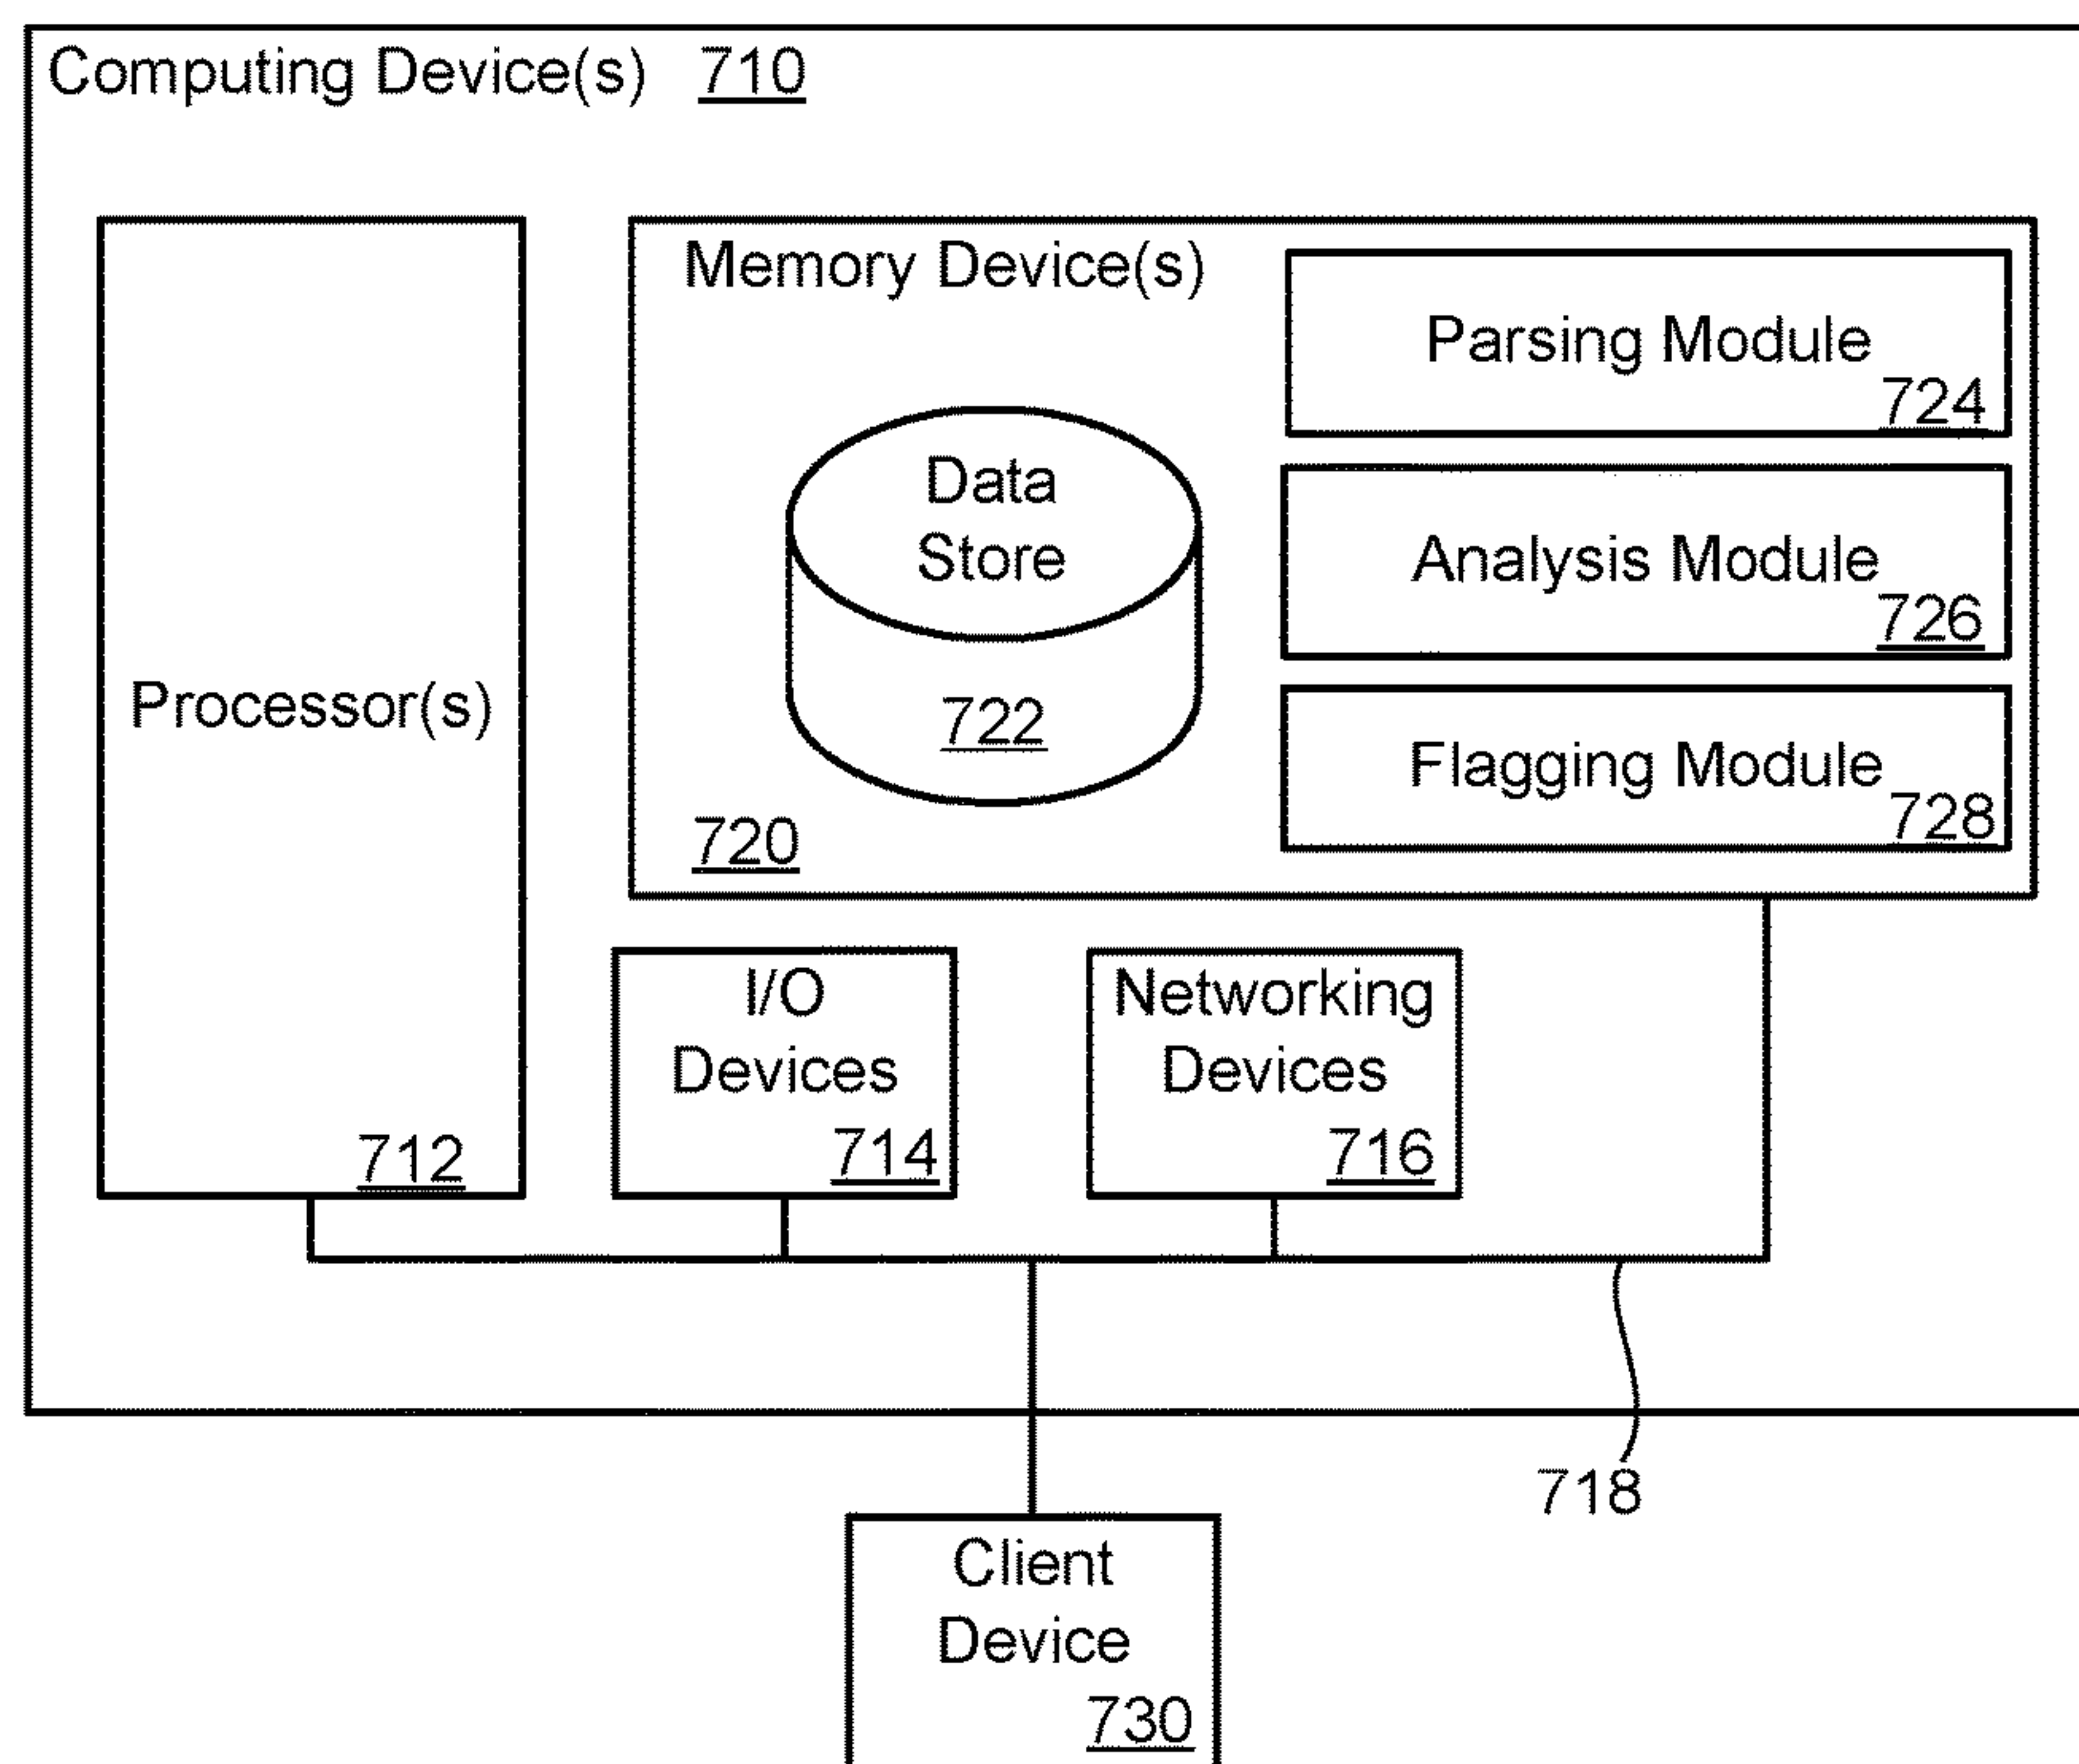 Computing Device(s) 710
Memory Device(s)
Parsing Module
724
Data
Store
722
Analysis Module
726
Flagging Module
728
720
Processor(s)
712
I/O
Devices
714
Networking
Devices
716
718
Client
Device
730